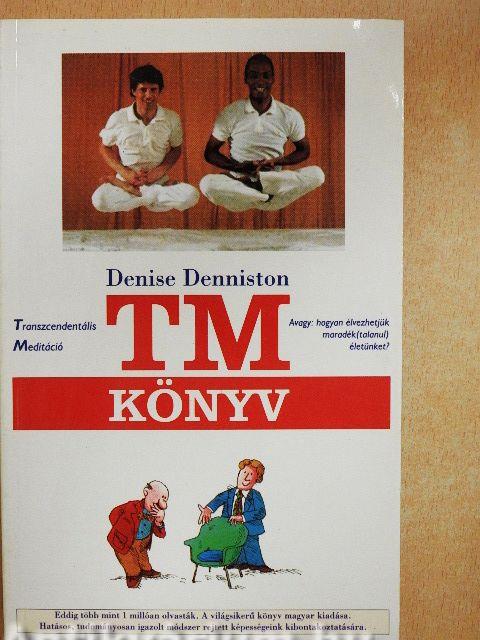 Denise Denniston
Transzcendentális
Meditáció
TM
Avagy: hogyan élvezhetjük
maradék(talanul)
életünket?
KÖNYV
Eddig több mint 1 millióan olvasták. A világsikerű könyv magyar kiadása.
Hatásos, tudományosan igazolt módszer rejtett képességeink kibontakoztatására.